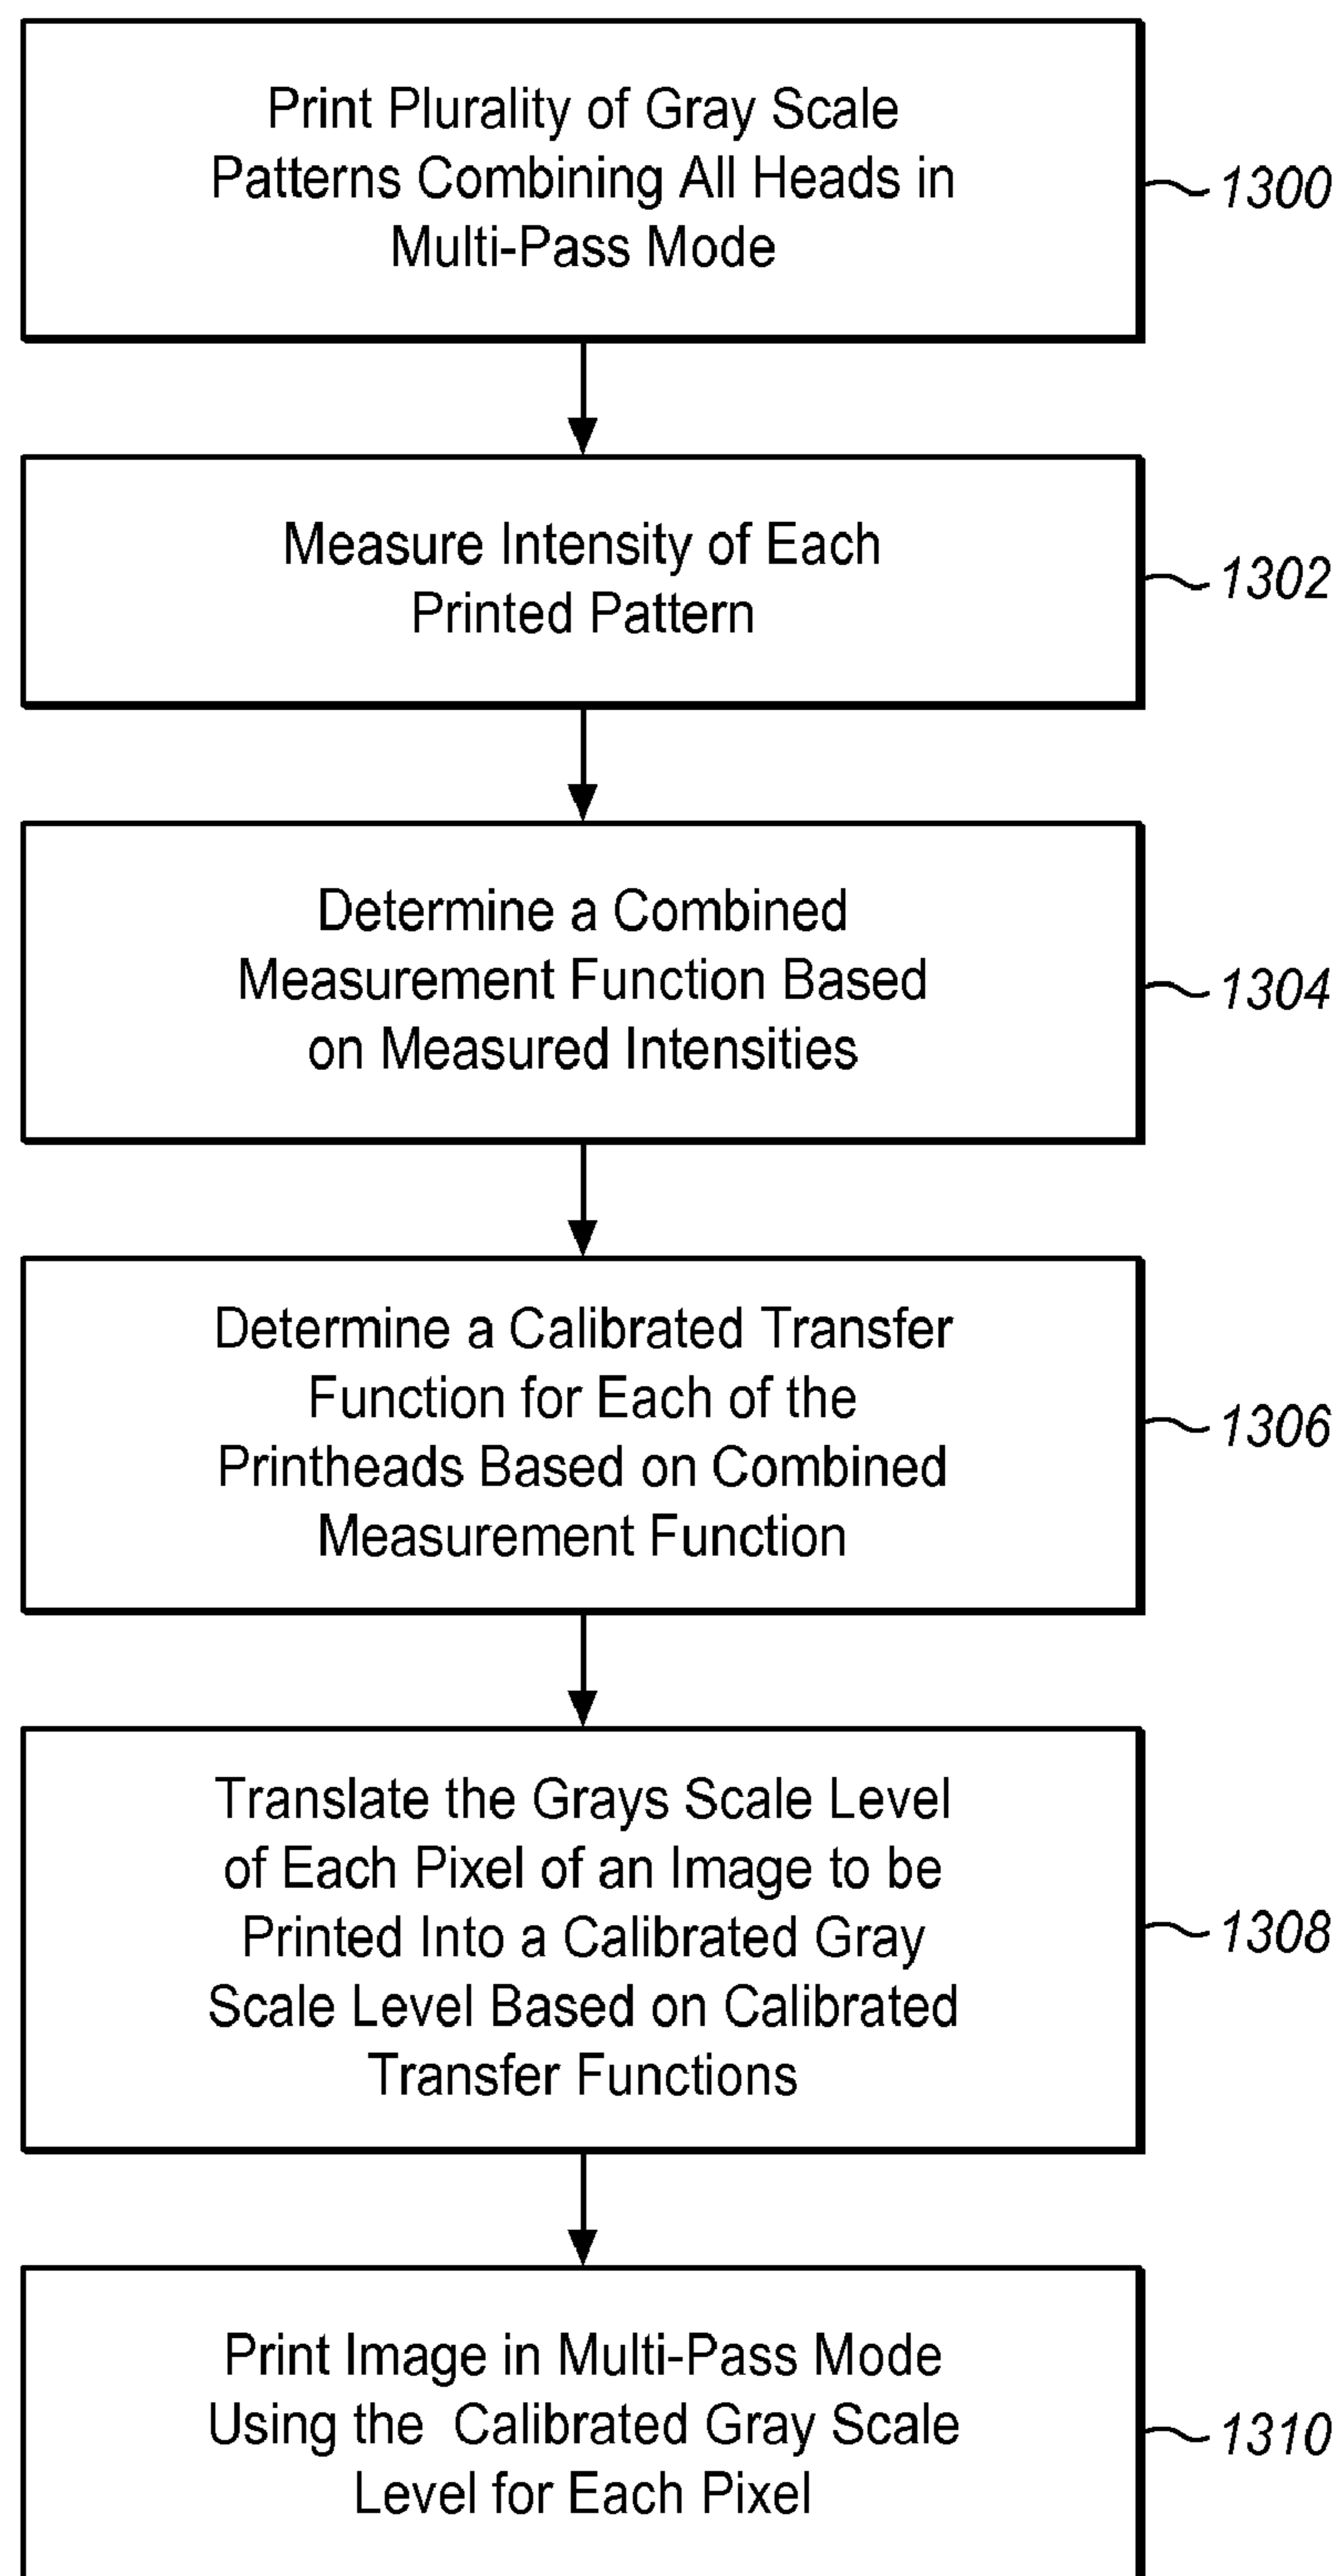 Print Plurality of Gray Scale
Patterns Combining All Heads in
Multi-Pass Mode
1300
Measure Intensity of Each
Printed Pattern
1302
Determine a Combined
Measurement Function Based
on Measured Intensities
1304
Determine a Calibrated Transfer
Function for Each of the
Printheads Based on Combined
Measurement Function
1306
Translate the Grays Scale Level
of Each Pixel of an Image to be
Printed Into a Calibrated Gray
Scale Level Based on Calibrated
Transfer Functions
1308
Print Image in Multi-Pass Mode
Using the Calibrated Gray Scale
Level for Each Pixel
1310